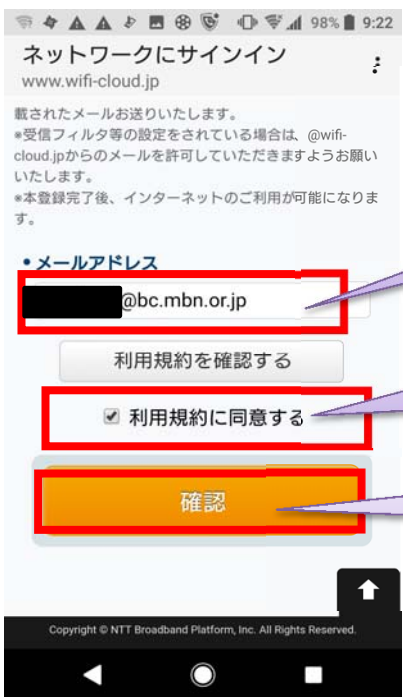 98% 9:22
ネットワークにサインイン
www.wifi-cloud.jp
載されたメールお送りいたします。
*受信フィルタ等の設定をされている場合は、@wifi-
cloud.jpからのメールを許可していただきますようお願い
いたします。
*本登録完了後、インターネットのご利用が可能になりま
す。
•メールアドレス
@bc.mbn.or.jp
利用規約を確認する
利用規約に同意する
確認
Copyright © NTT Broadband Platform, Inc. All Rights Reserved.